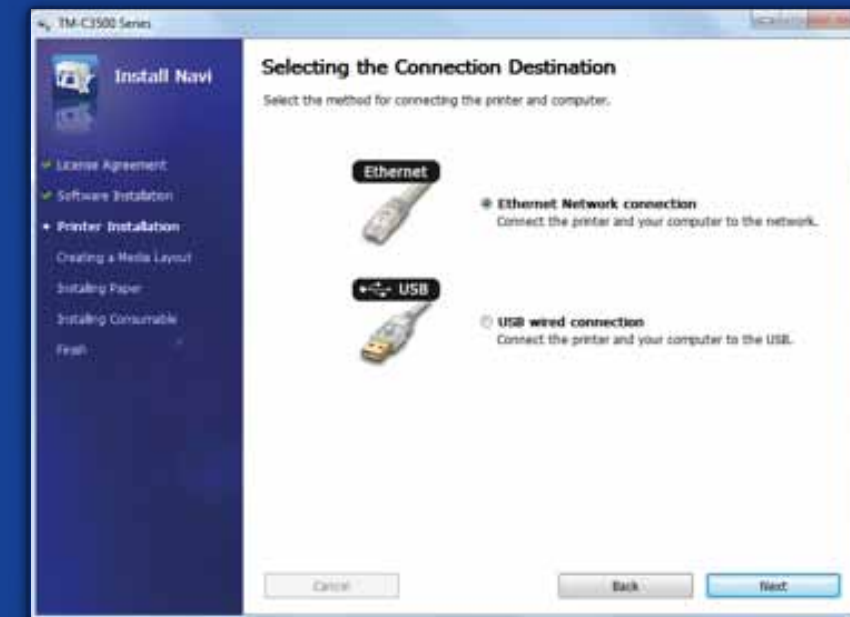 TM-C3500 Series
Install Navi
License Agreement
Software Installation
Printer Installation
Creating a Media Layout
Installing Paper
Installing Consumable
Finish
Selecting the Connection Destination
Select the method for connecting the printer and computer.
Ethernet
Ethernet Network connection
Connect the printer and your computer to the network.
USB
USB wired connection
Connect the printer and your computer to the USB.
Cancel
Back
Next